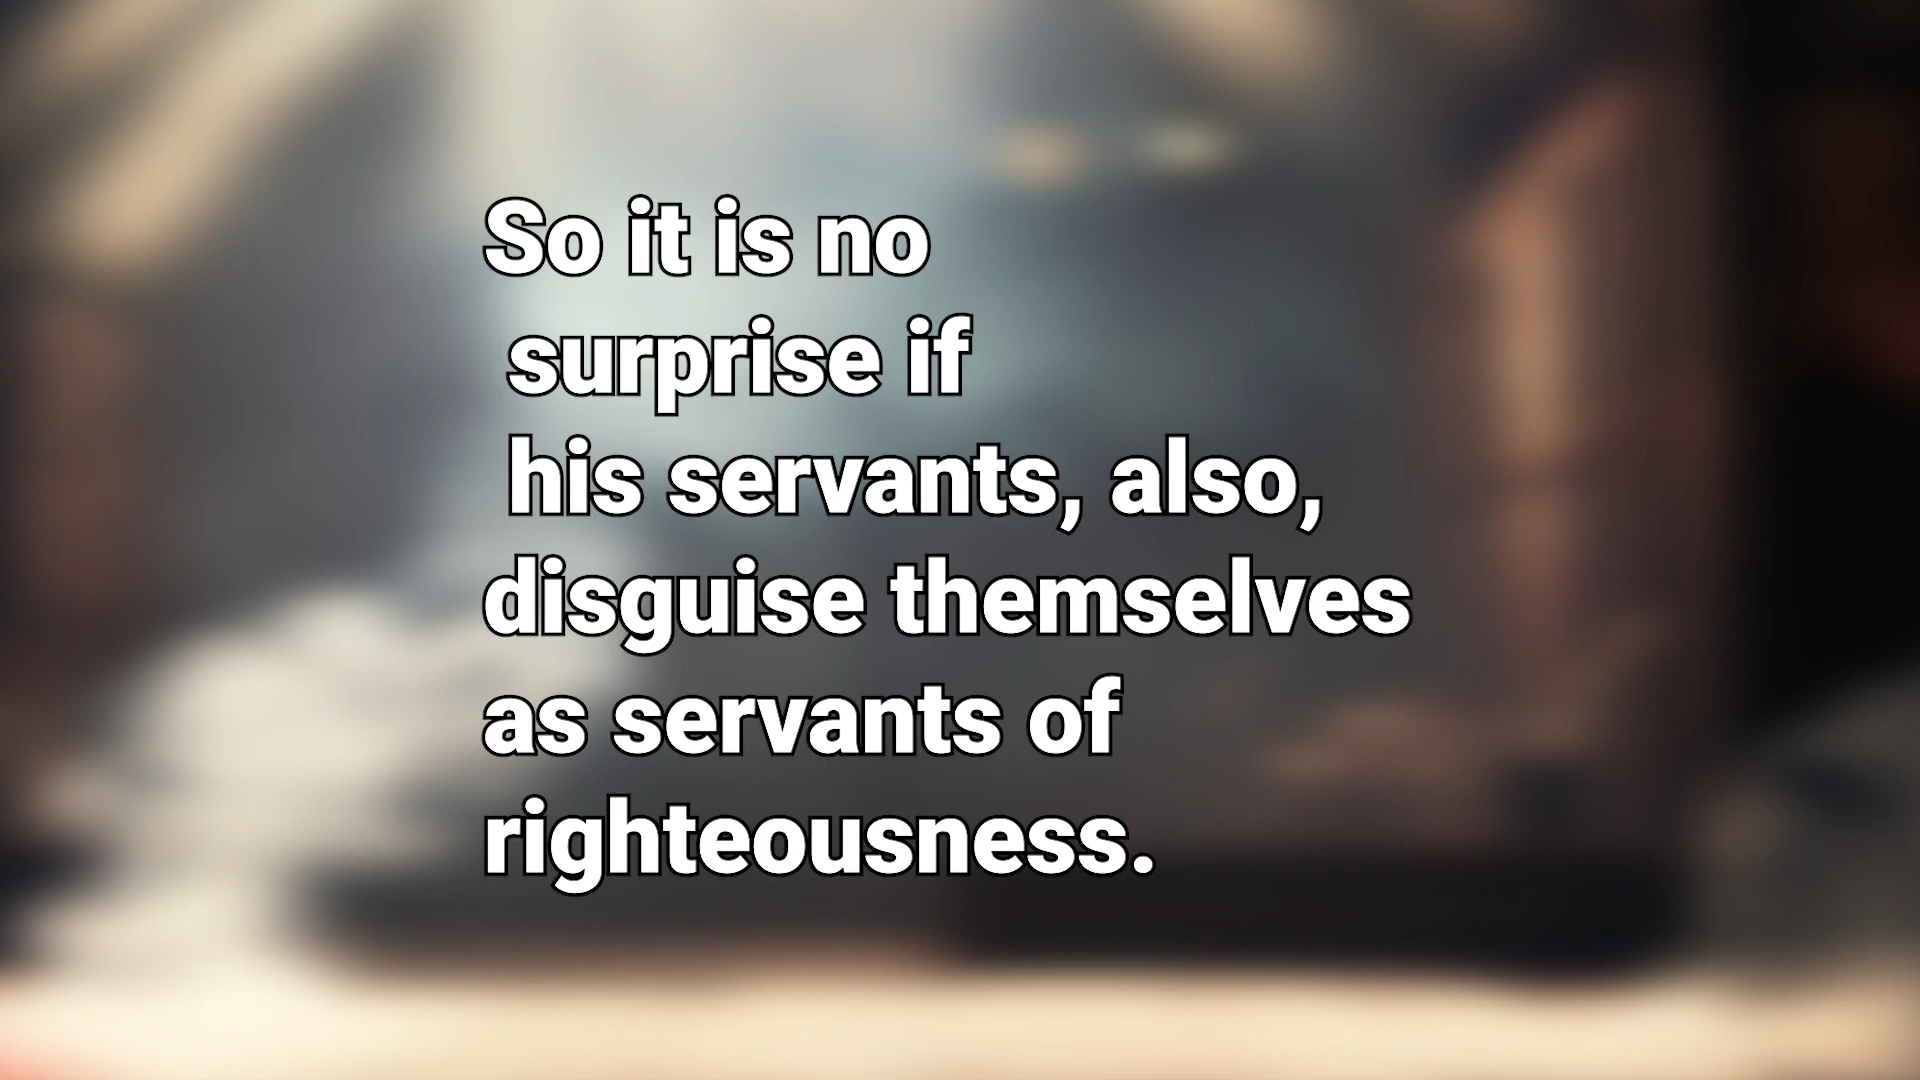 So it is no
surprise if
his servants, also,
disguise themselves
as servants of
righteousness.